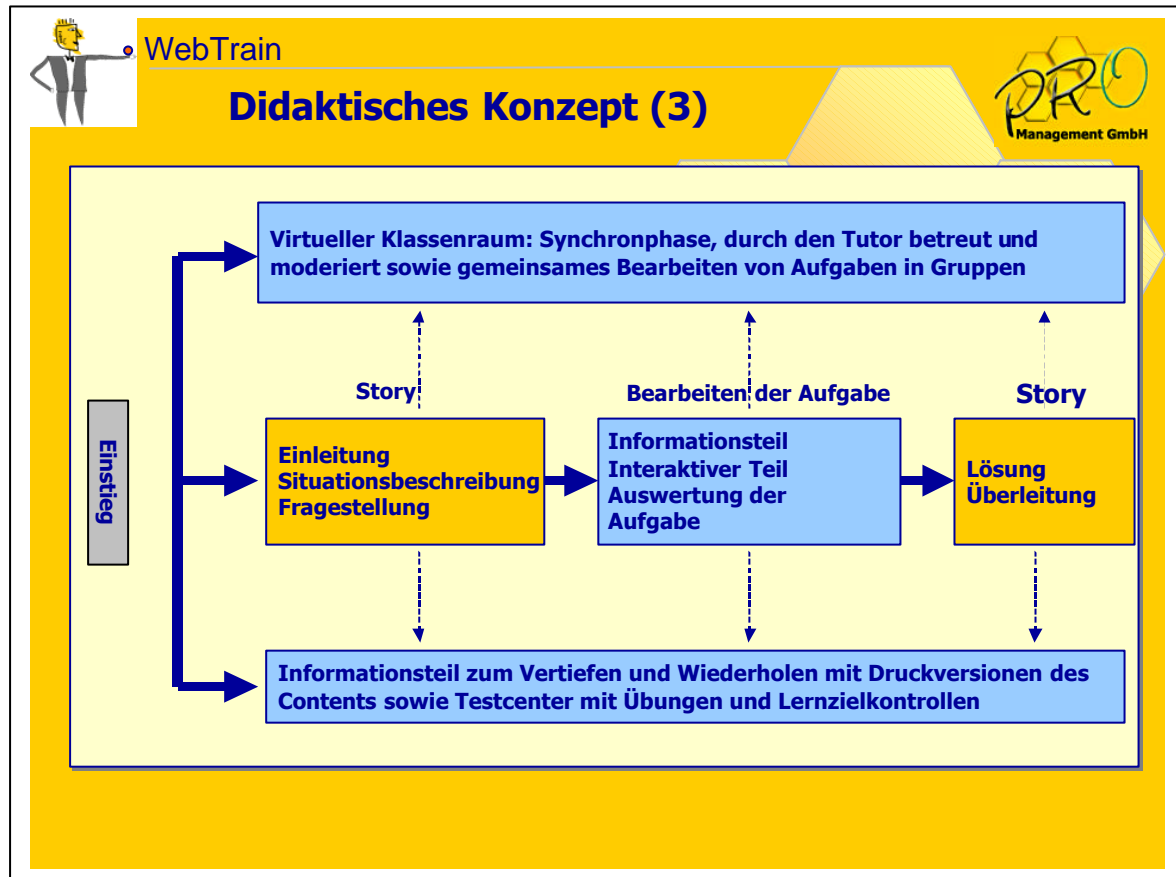 WebTrain
Didaktisches Konzept (3)
PRO
Management GmbH
Virtueller Klassenraum: Synchronphase, durch den Tutor betreut und
moderiert sowie gemeinsames Bearbeiten von Aufgaben in Gruppen
Story
Bearbeiten der Aufgabe
Story
Einstieg
Einleitung
Situationsbeschreibung
Fragestellung
Informationsteil
Interaktiver Teil
Auswertung der
Aufgabe
Lösung
Überleitung
Informationsteil zum Vertiefen und Wiederholen mit Druckversionen des
Contents sowie Testcenter mit Übungen und Lernzielkontrollen